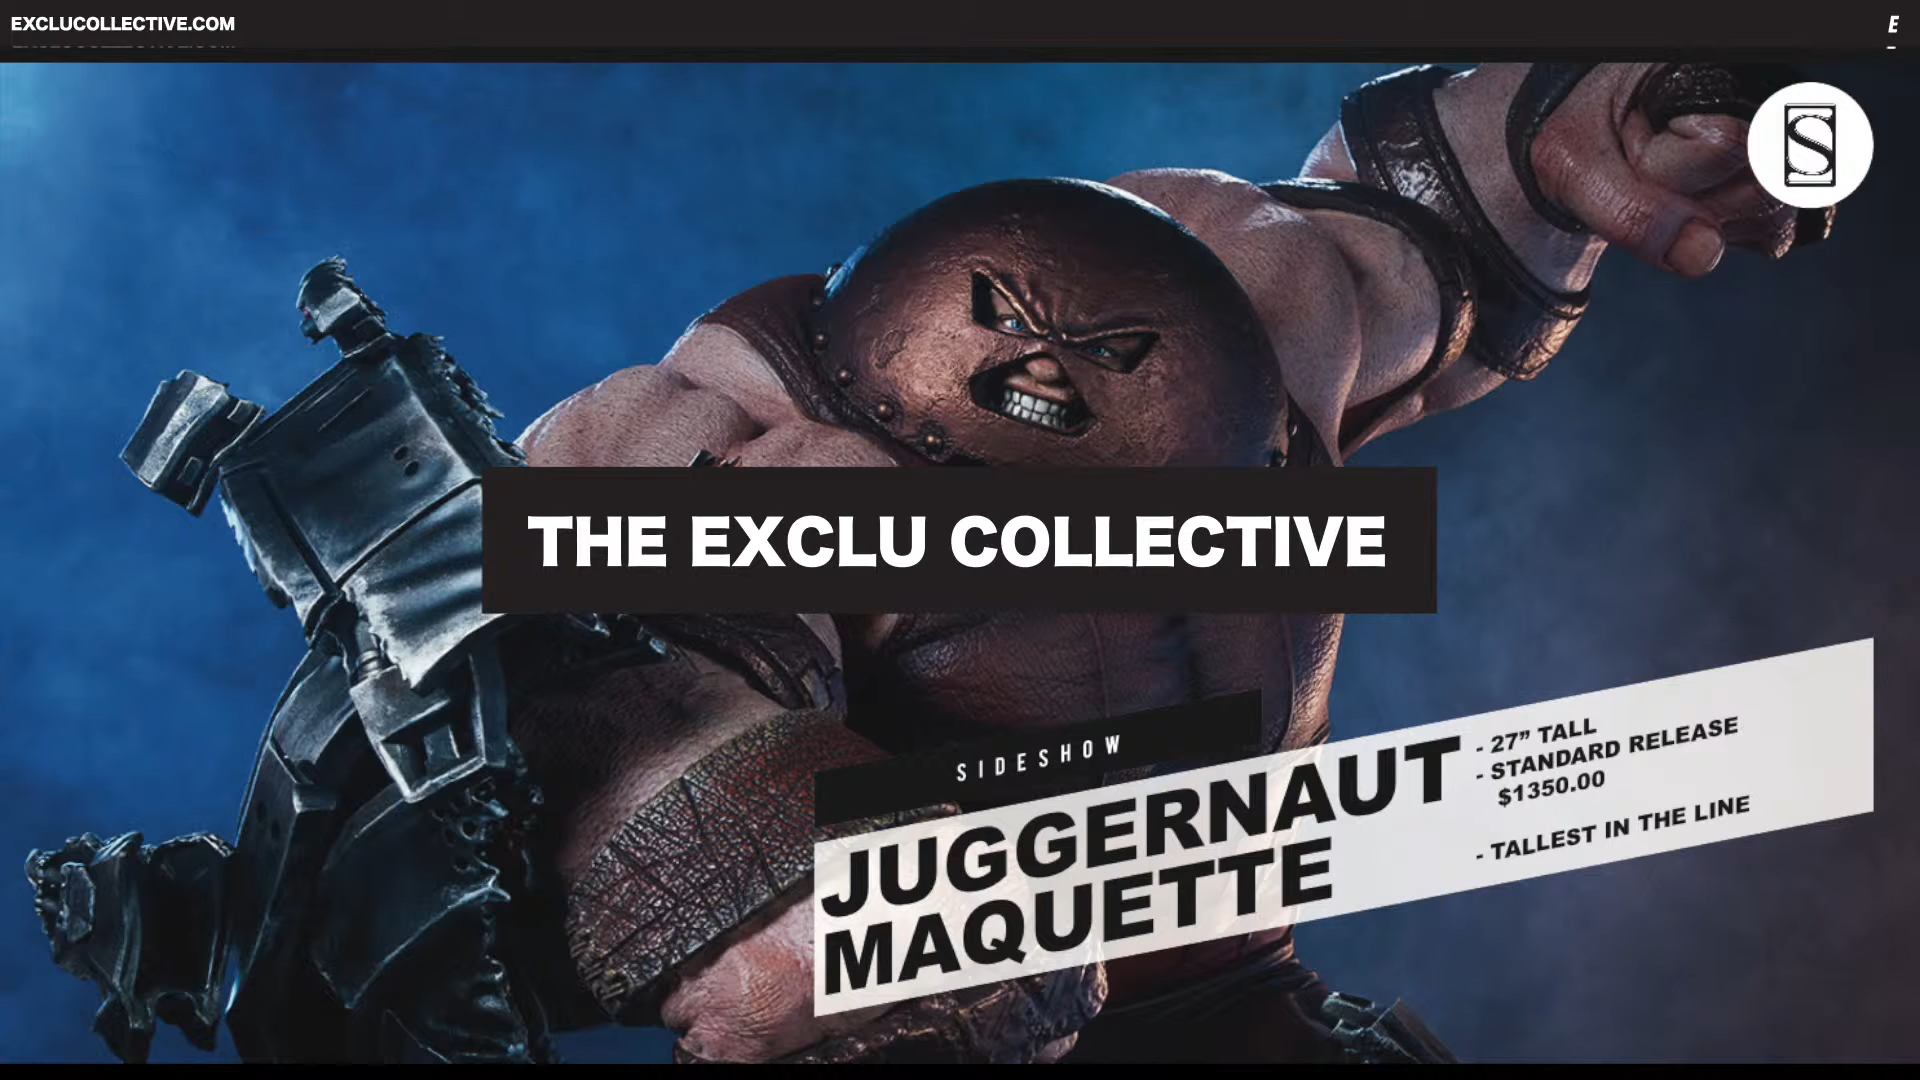 EXCLUCOLLECTIVE.COM
E
S
THE EXCLU COLLECTIVE
SIDESHOW
JUGGERNAUT
MAQUETTE
- 27” TALL
- STANDARD RELEASE
$1350.00
- TALLEST IN THE LINE